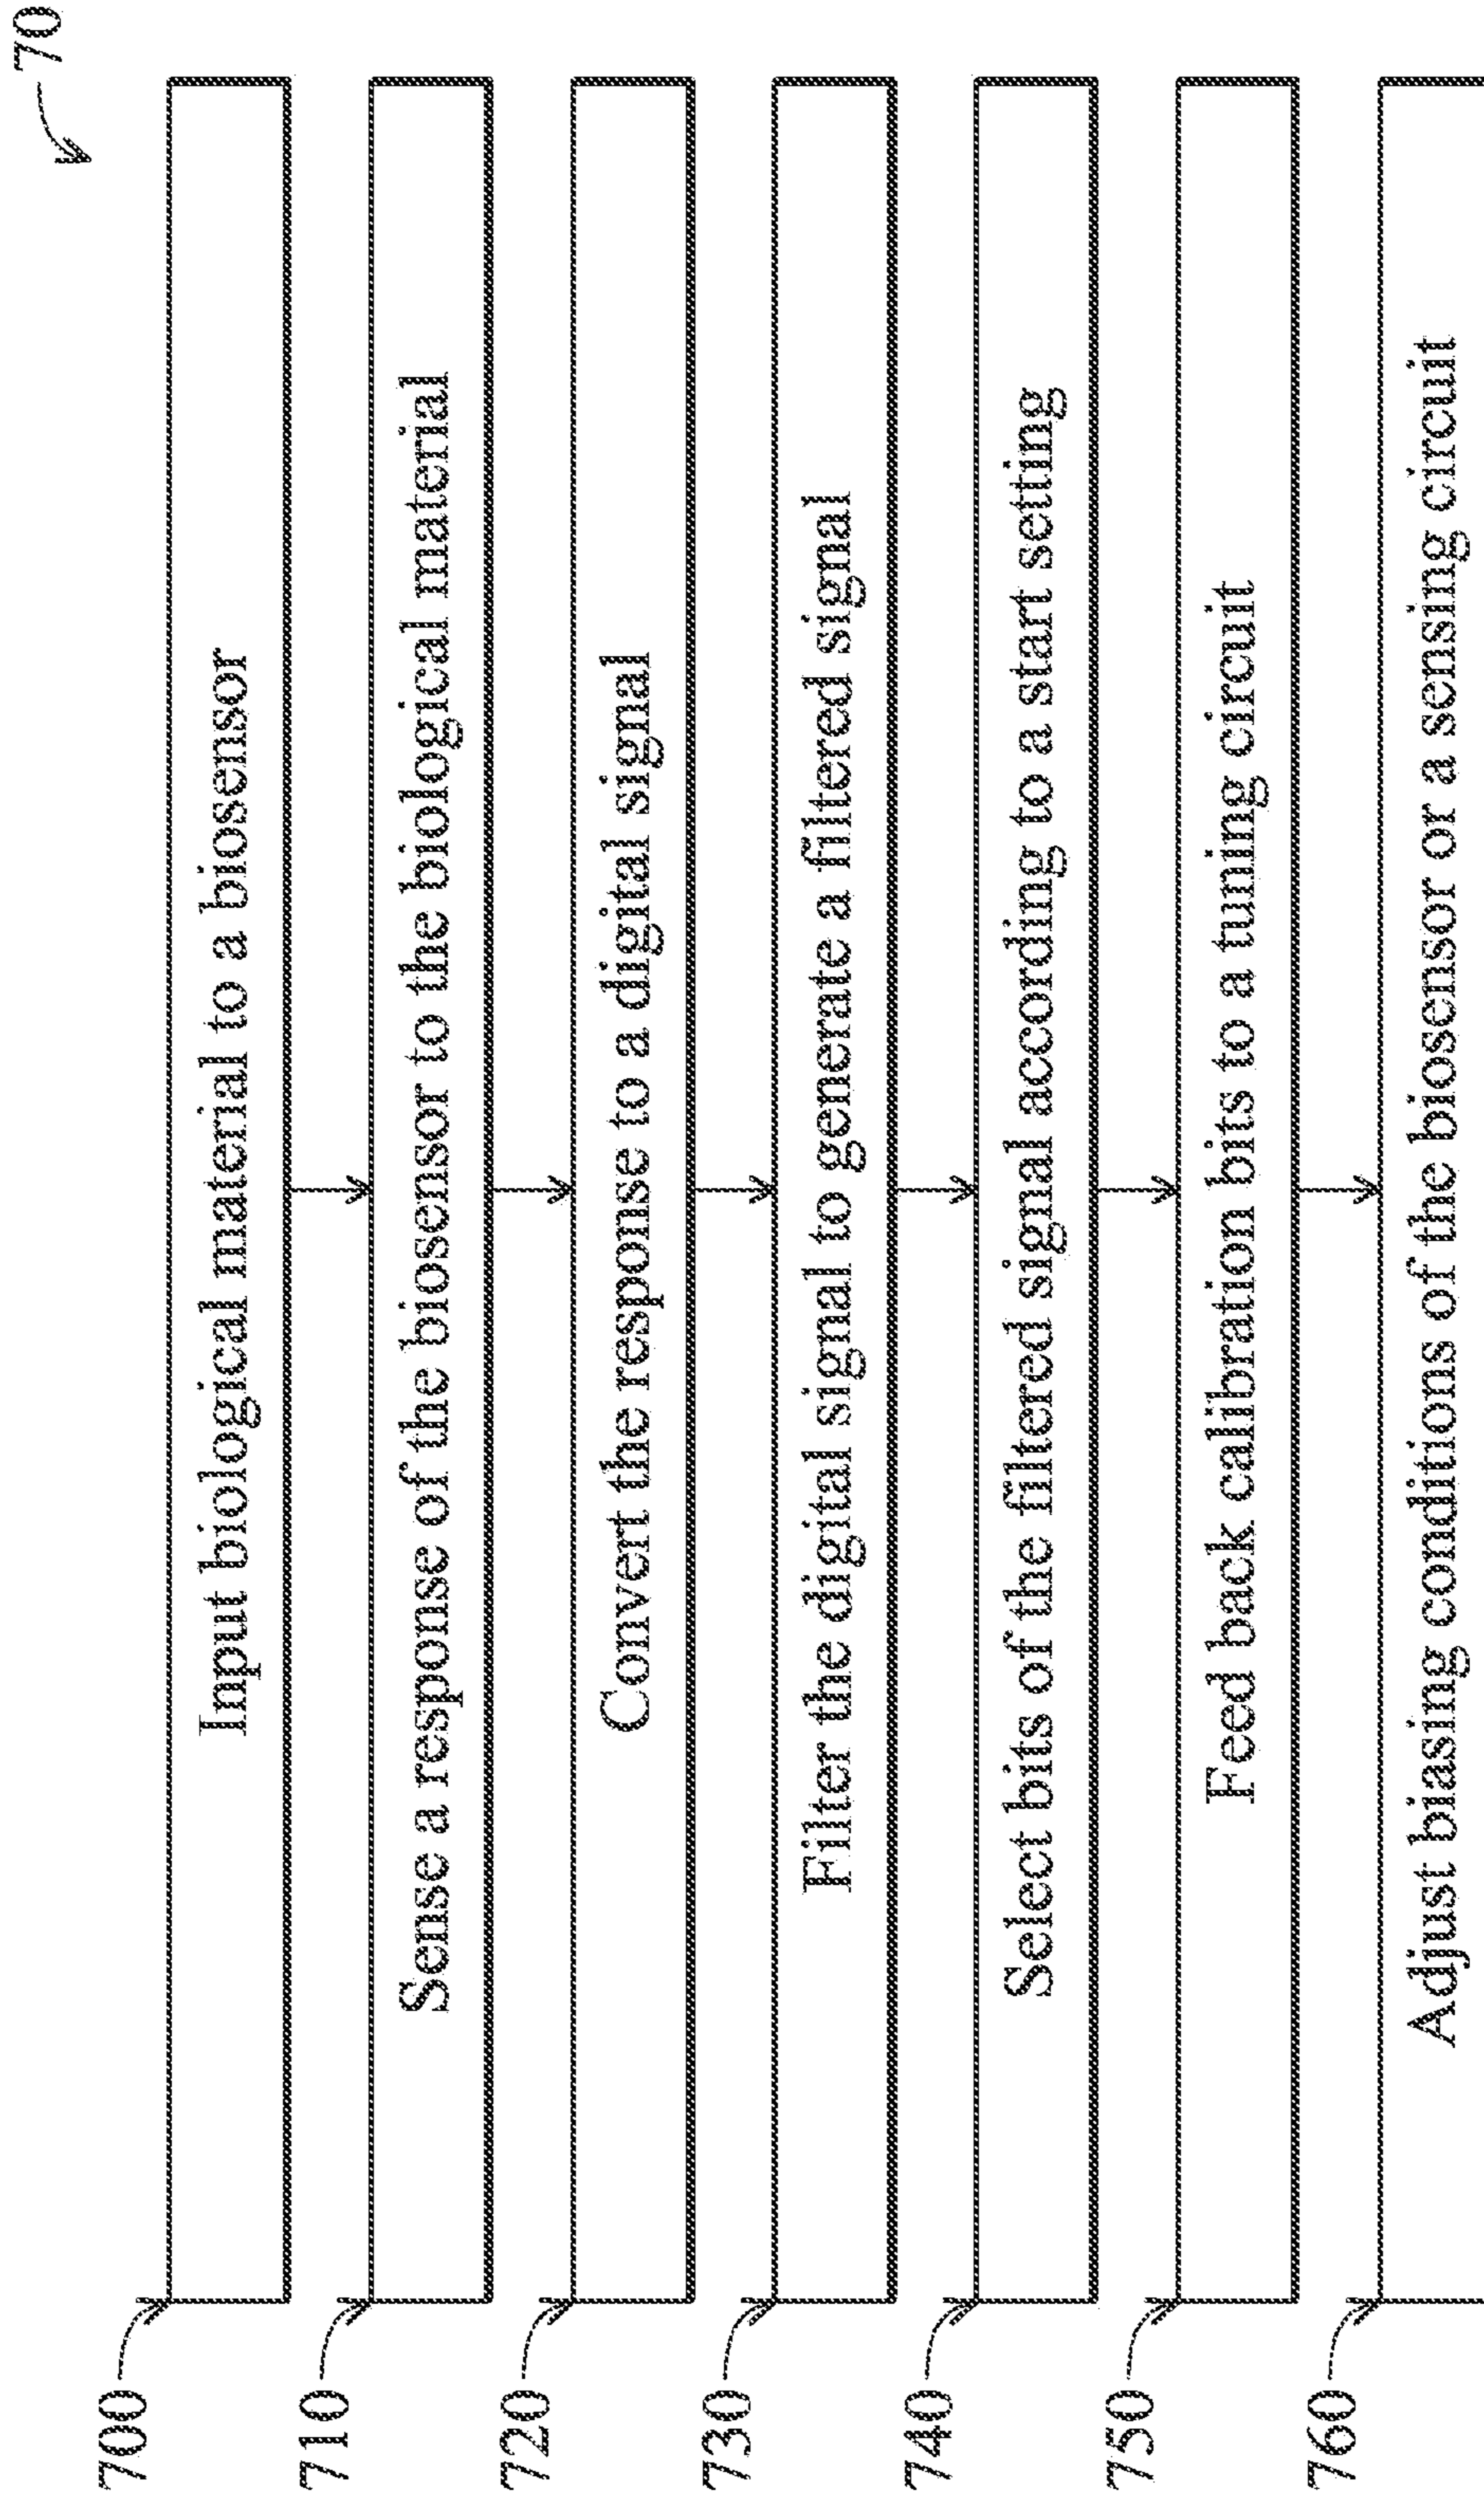 70
700
Input biological material to a biosensor
710
Sense a response of the biosensor to the biological material
720
Convert the response to a digital signal
730
Filter the digital signal to generate a filtered signal
740
Select bits of the filtered signal according to a start setting
750
Feed back calibration bits to a tuning circuit
760
Adjust biasing conditions of the biosensor or a sensing circuit